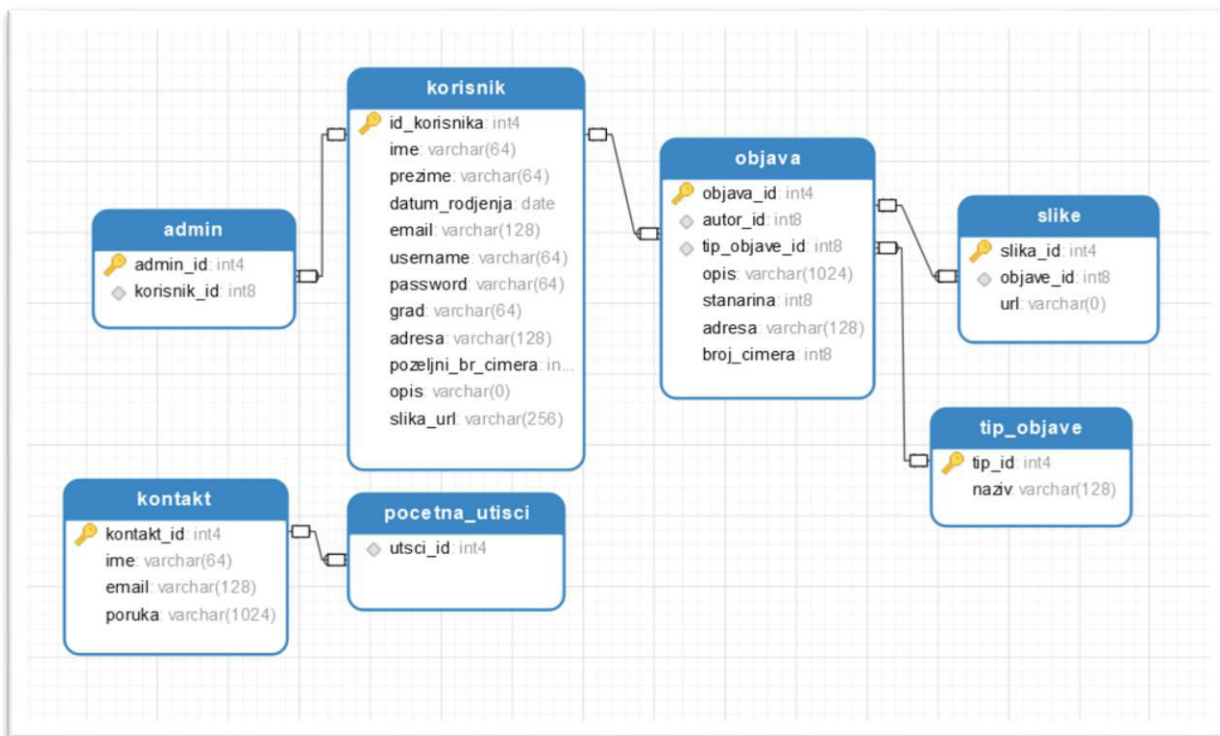 korisnik
id_korisnika: int4
ime: varchar(64)
prezime: varchar(64)
datum_rodjenja: date
email: varchar(128)
username: varchar(64)
password: varchar(64)
grad: varchar(64)
adresa: varchar(128)
pozeljni_br_cimera: in...
opis: varchar(0)
slika_url: varchar(256)
objava
objava_id: int4
autor_id: int8
tip_objave_id: int8
opis: varchar(1024)
stanarina: int8
adresa: varchar(128)
broj_cimera: int8
slike
slika_id: int4
objave_id: int8
url: varchar(0)
admin
admin_id: int4
korisnik_id: int8
tip_objave
tip_id: int4
naziv: varchar(128)
kontakt
kontakt_id: int4
ime: varchar(64)
email: varchar(128)
poruka: varchar(1024)
pocetna_utisci
utsci_id: int4